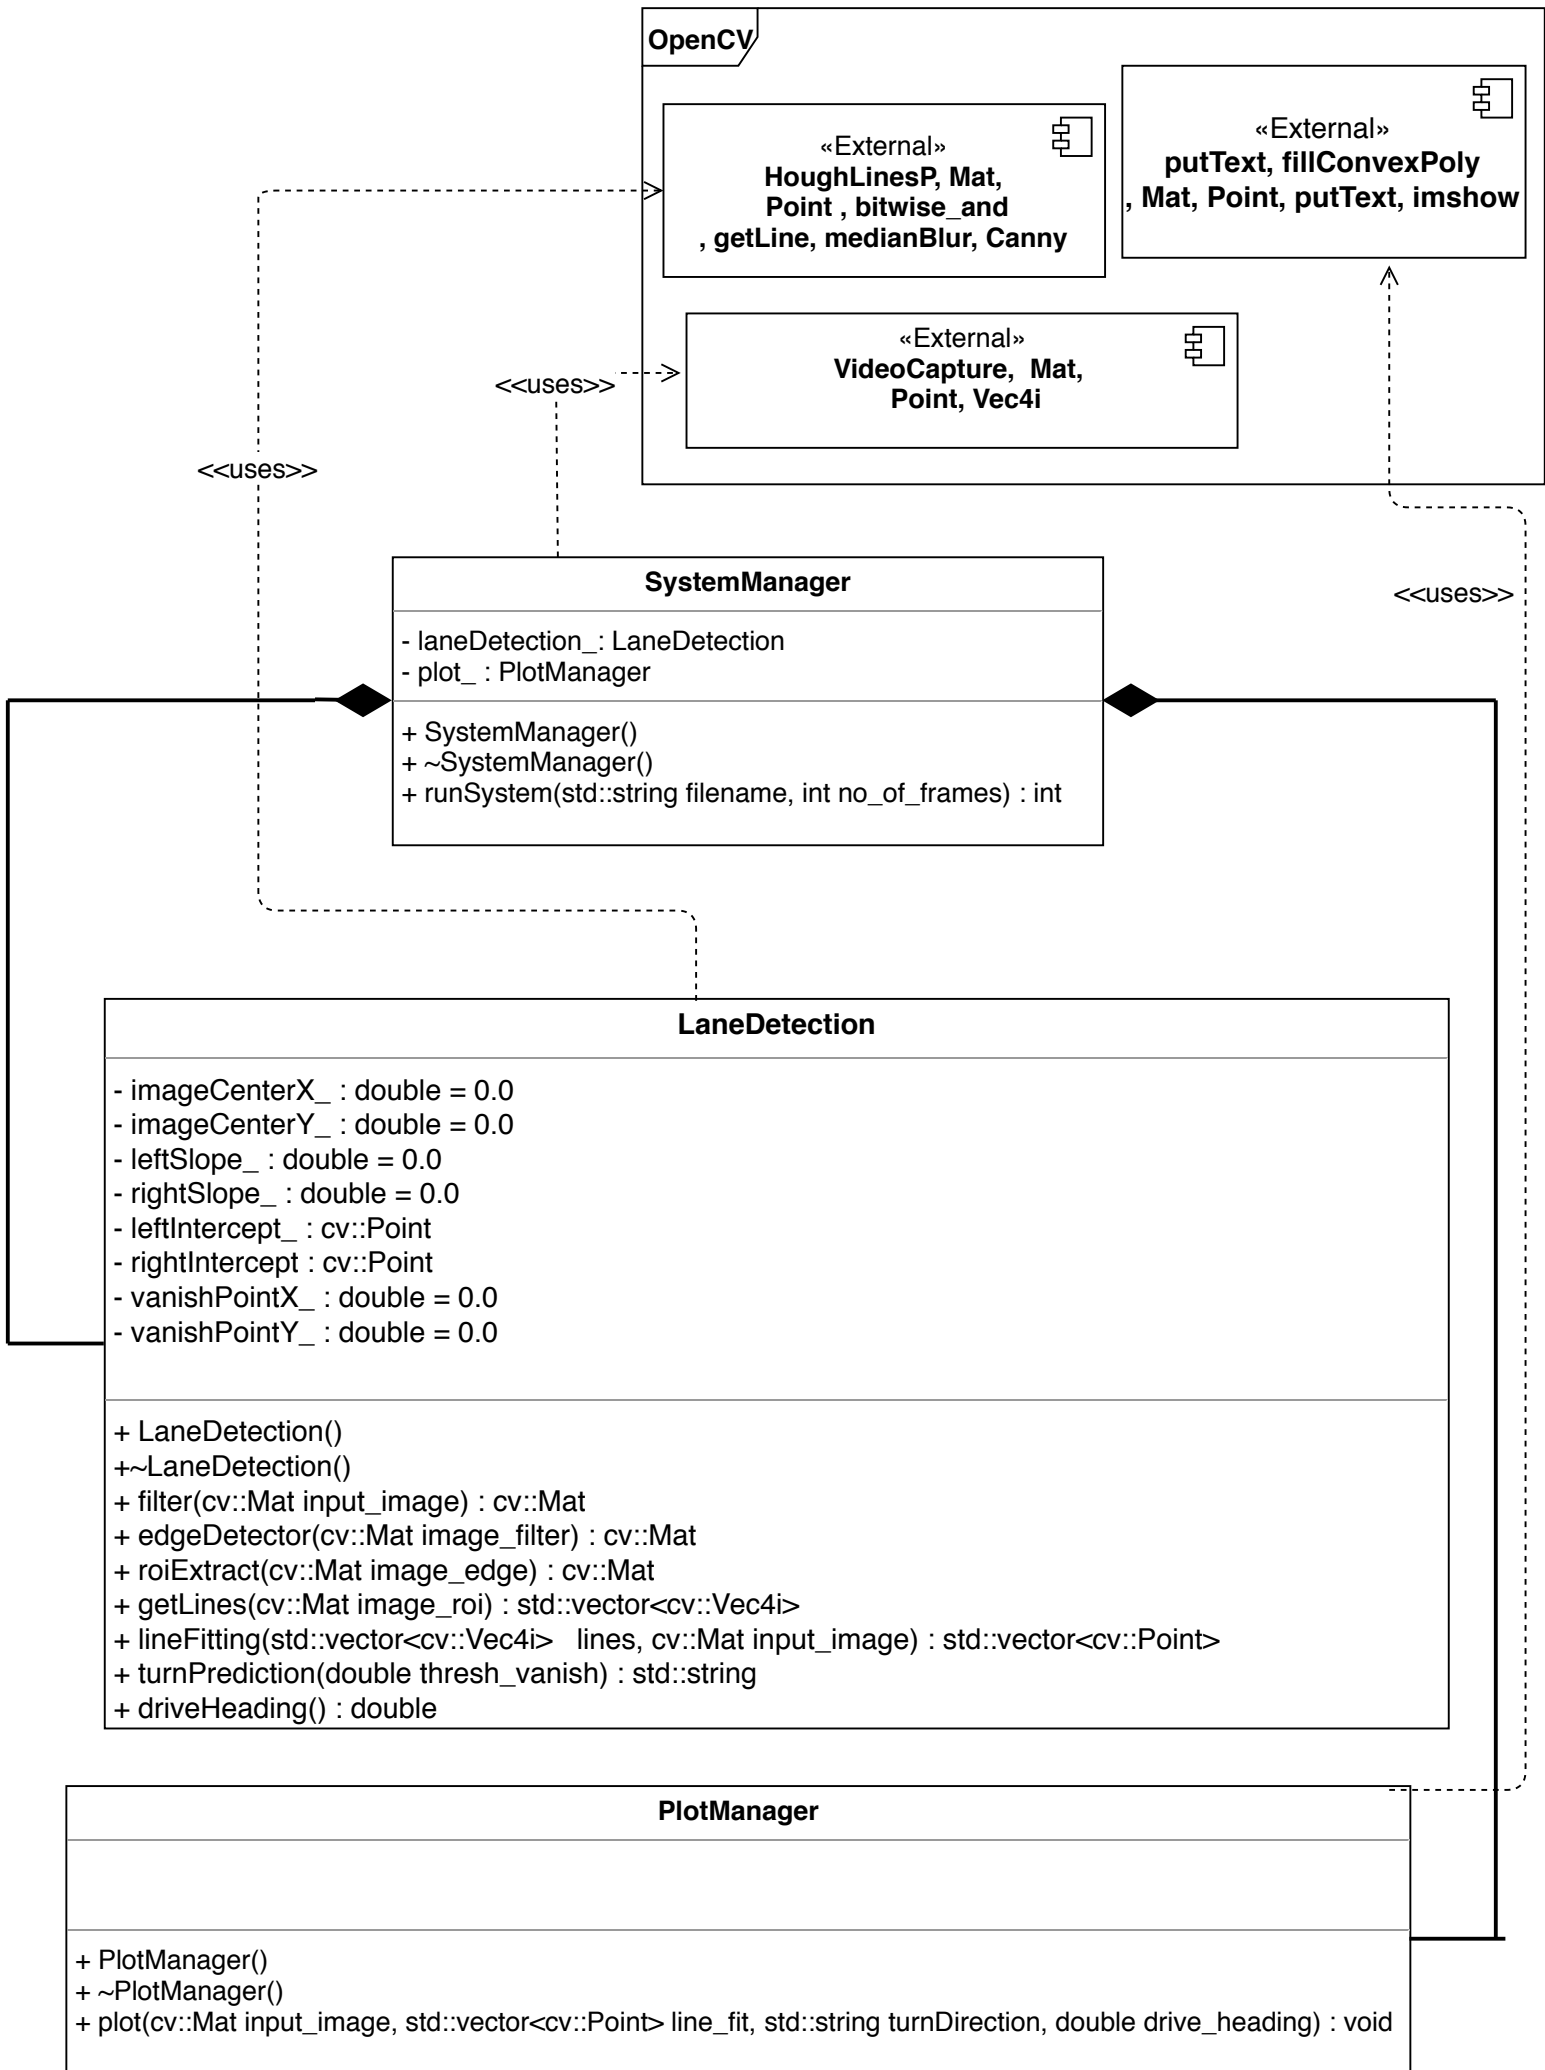 OpenCV
«External»
HoughLinesP, Mat,
Point , bitwise_and
, getLine, medianBlur, Canny
«External»
putText, fillConvexPoly
, Mat, Point, putText, imshow
«External»
VideoCapture,  Mat,
Point, Vec4i
<<uses>>
<<uses>>
<<uses>>
SystemManager
- laneDetection_: LaneDetection
- plot_ : PlotManager
+ SystemManager()
+ ~SystemManager()
+ runSystem(std::string filename, int no_of_frames) : int
LaneDetection
- imageCenterX_ : double = 0.0
- imageCenterY_ : double = 0.0
- leftSlope_ : double = 0.0
- rightSlope_ : double = 0.0
- leftIntercept_ : cv::Point
- rightIntercept : cv::Point
- vanishPointX_ : double = 0.0
- vanishPointY_ : double = 0.0
+ LaneDetection()
+~LaneDetection()
+ filter(cv::Mat input_image) : cv::Mat
+ edgeDetector(cv::Mat image_filter) : cv::Mat
+ roiExtract(cv::Mat image_edge) : cv::Mat
+ getLines(cv::Mat image_roi) : std::vector<cv::Vec4i>
+ lineFitting(std::vector<cv::Vec4i>   lines, cv::Mat input_image) : std::vector<cv::Point>
+ turnPrediction(double thresh_vanish) : std::string
+ driveHeading() : double
PlotManager
+ PlotManager()
+ ~PlotManager()
+ plot(cv::Mat input_image, std::vector<cv::Point> line_fit, std::string turnDirection, double drive_heading) : void